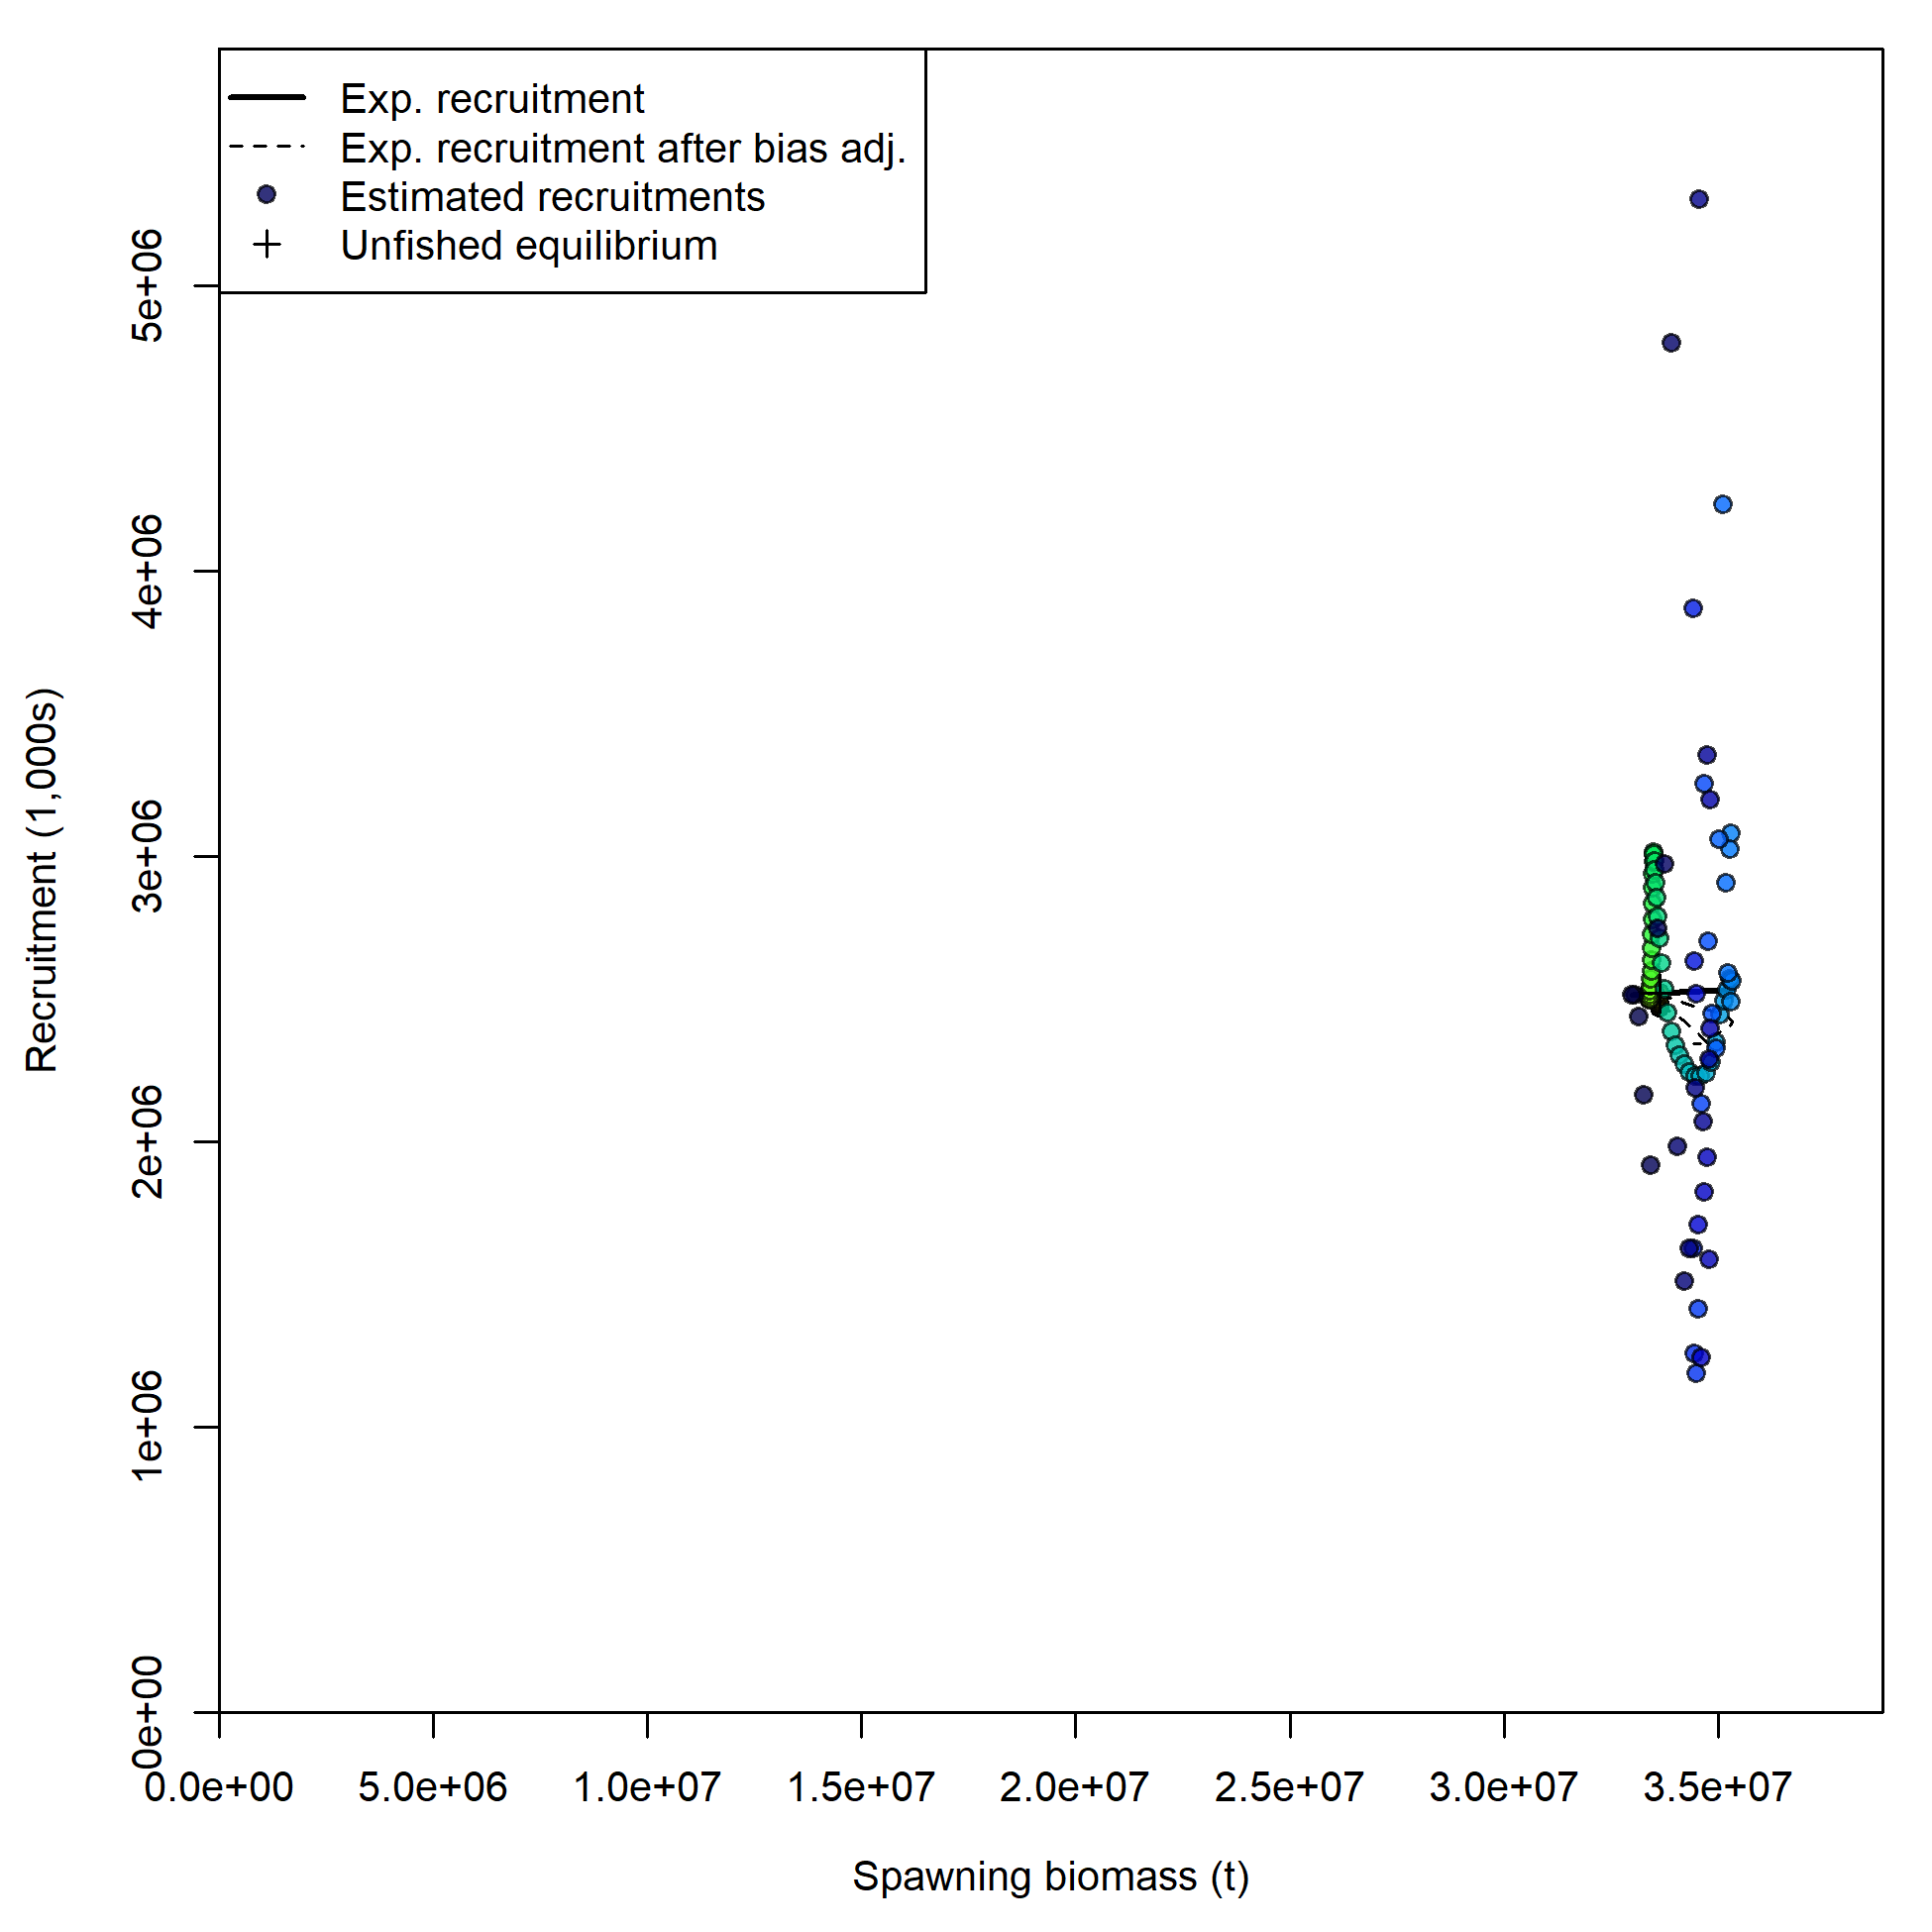 Exp. recruitment
Exp. recruitment after bias adj.
Estimated recruitments
Unfished equilibrium
Recruitment (1,000s)
5e+06
4e+06
3e+06
2e+06
1e+06
0e+00
0.0e+00 5.0e+06 1.0e+07 1.5e+07 2.0e+07 2.5e+07 3.0e+07 3.5e+07
Spawning biomass (t)